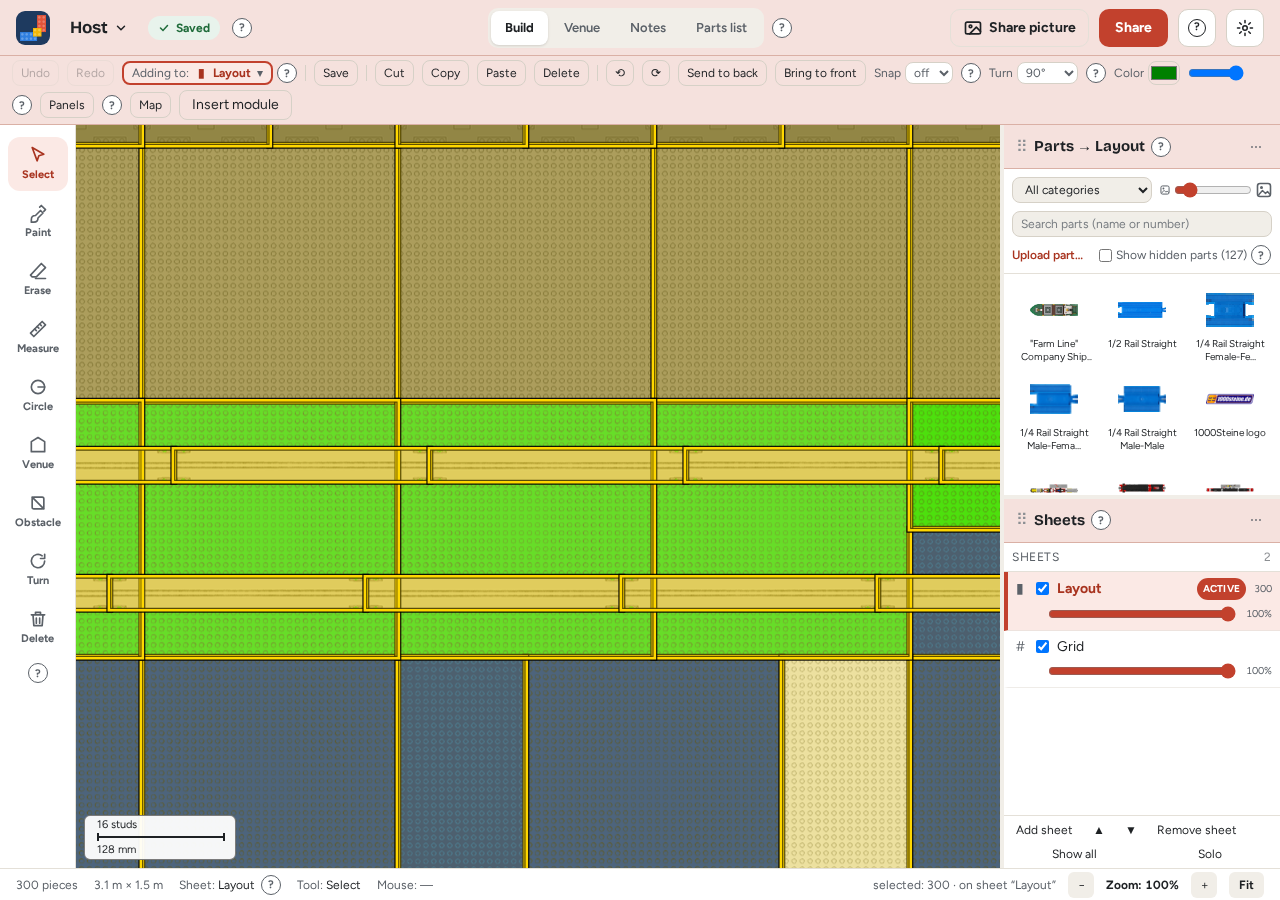 Host
Saved
?
Build
Venue
Notes
Parts list
?
Share picture
Share
?
Undo
Redo
Adding to: Layout ▾
?
Save
Cut
Copy
Paste
Delete
⟲
⟳
Send to back
Bring to front
Snap off
?
Turn 90°
?
Color
?
Panels
?
Map
Insert module
Select
Paint
Erase
Measure
Circle
Venue
Obstacle
Turn
Delete
?
16 studs
128 mm
Parts → Layout ?
...
All categories
Search parts (name or number)
Upload part...
Show hidden parts (127) ?
"Farm Line" Company Ship...
1/2 Rail Straight
1/4 Rail Straight Female-Fe...
1/4 Rail Straight Male-Fema...
1/4 Rail Straight Male-Male
1000Steine logo
Sheets ?
...
SHEETS 2
Layout ACTIVE 300
100%
# Grid
100%
Add sheet ▲ ▼ Remove sheet
Show all Solo
300 pieces 3.1 m × 1.5 m Sheet: Layout ? Tool: Select Mouse: —
selected: 300 · on sheet “Layout” − Zoom: 100% + Fit